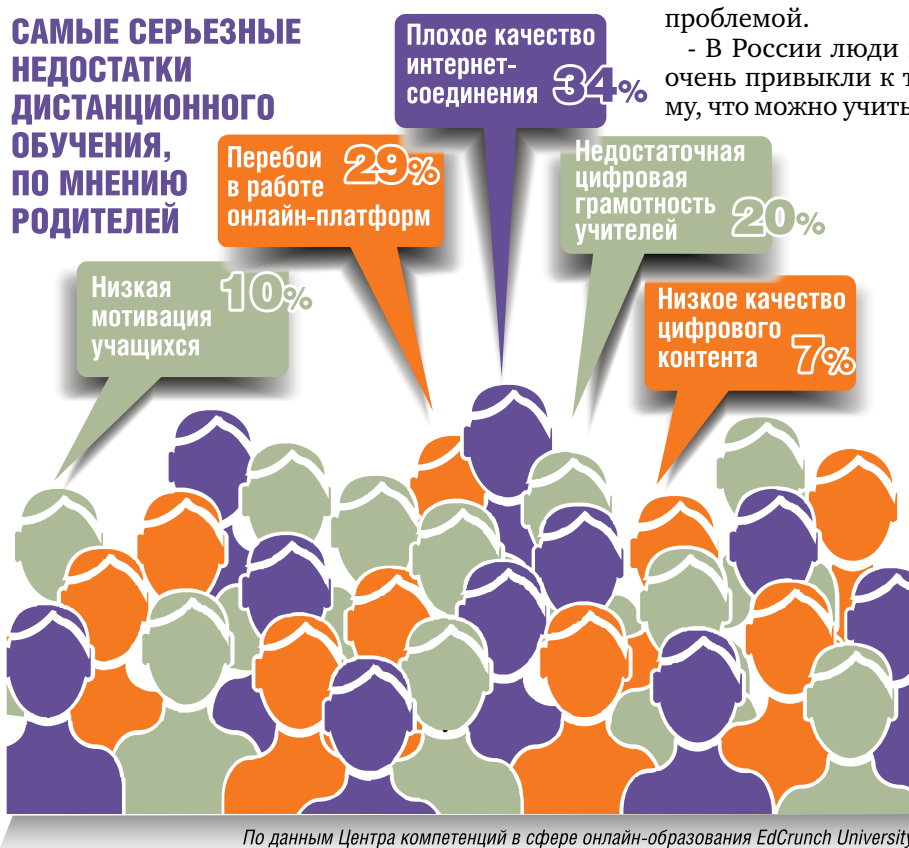 САМЫЕ СЕРЬЕЗНЫЕ
НЕДОСТАТКИ
ДИСТАНЦИОННОГО
ОБУЧЕНИЯ,
ПО МНЕНИЮ
РОДИТЕЛЕЙ
Плохое качество
интернет-
соединения 34%
проблемой.
- В России люди
очень привыкли к т
му, что можно учить
Перебои 29%
в работе
онлайн-платформ
Недостаточная
цифровая
грамотность
учителей 20%
Низкая 10%
мотивация
учащихся
Низкое качество
цифрового
контента 7%
По данным Центра компетенций в сфере онлайн-образования EdCrunch University